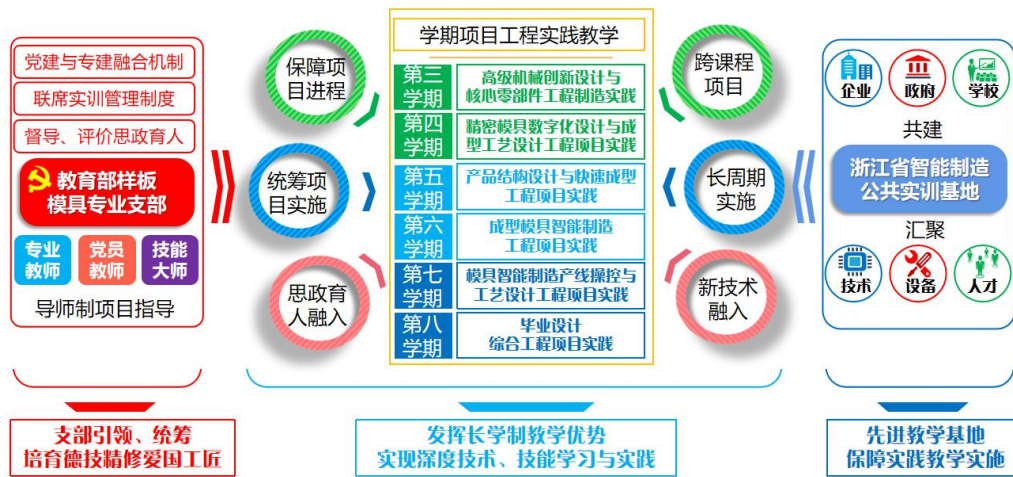 党建与专建融合机制
联席实训管理制度
督导、评价思政育人
教育部样板
模具专业支部
专业
教师
党员
教师
技能
大师
导师制项目指导
支部引领、统筹
培育德技精修爱国工匠
保障项
目进程
统筹项
目实施
思政育
人融入
学期项目工程实践教学
第三
学期
高级机械创新设计与
核心零部件工程制造实践
第四
学期
精密模具数字化设计与成
型工艺设计工程项目实践
第五
学期
产品结构设计与快速成型
工程项目实践
第六
学期
成型模具智能制造
工程项目实践
第七
学期
模具智能制造产线操控与
工艺设计工程项目实践
第八
学期
毕业设计
综合工程项目实践
跨课程
项目
长周期
实施
新技术
融入
发挥长学制教学优势
实现深度技术、技能学习与实践
企业
政府
学校
共建
浙江省智能制造
公共实训基地
汇聚
技术
设备
人才
先进教学基地
保障实践教学实施